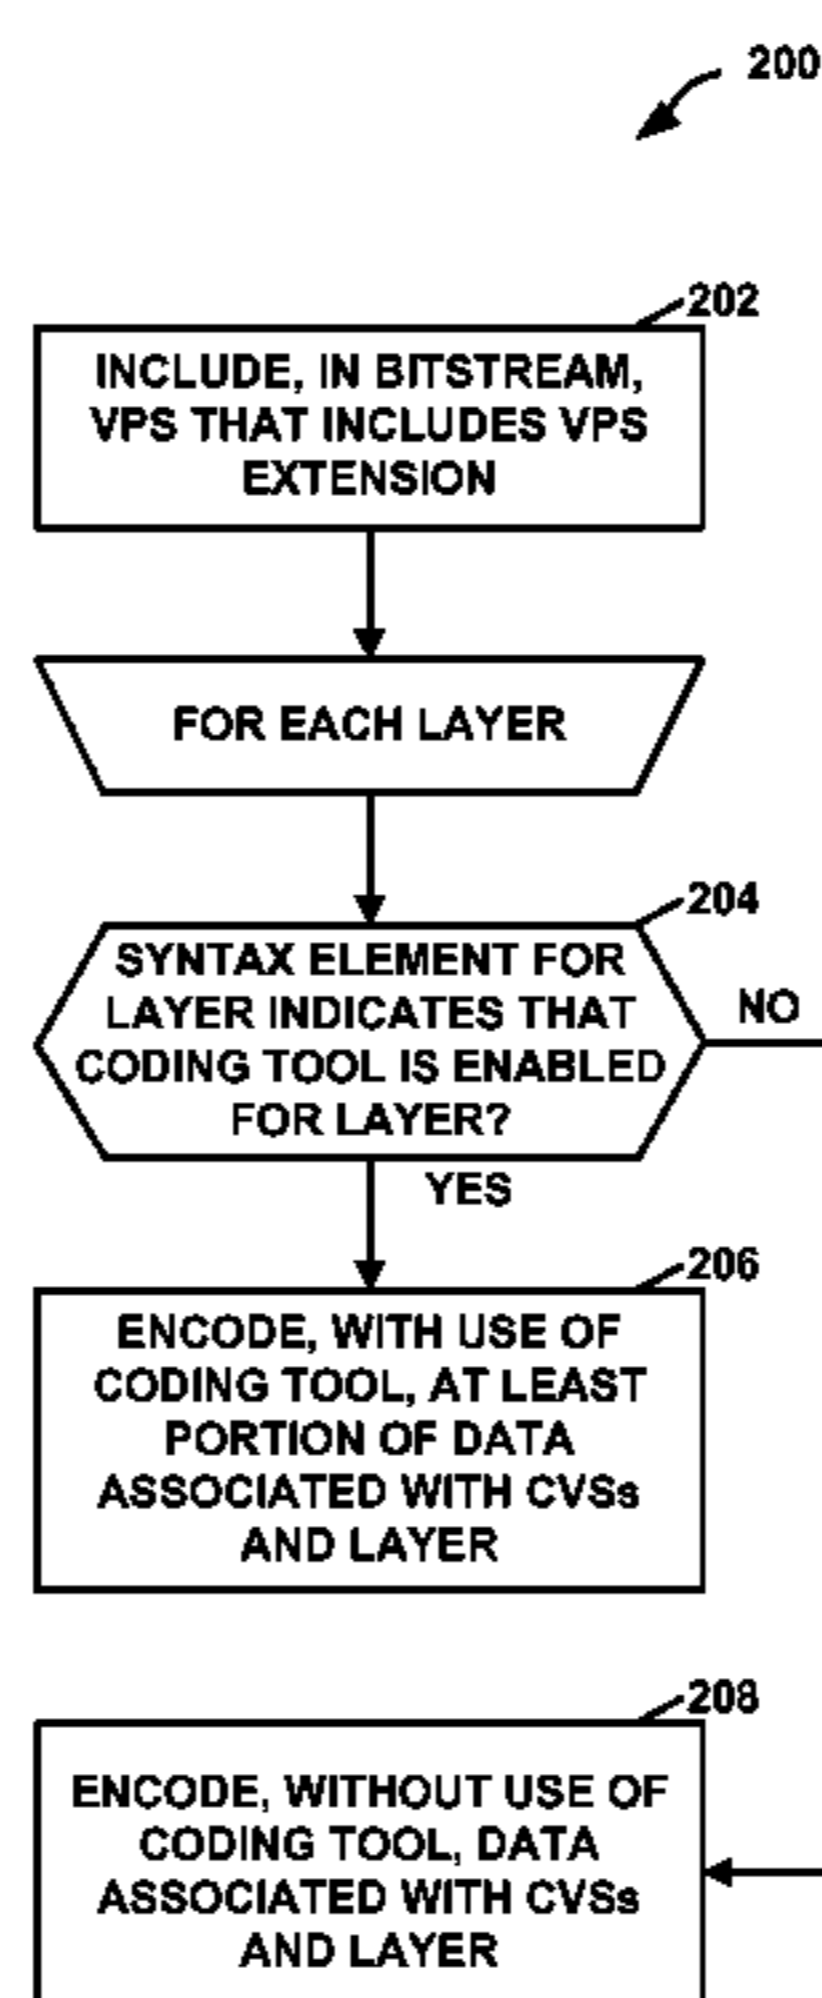 200
202
INCLUDE, IN BITSTREAM,
VPS THAT INCLUDES VPS
EXTENSION
FOR EACH LAYER
204
SYNTAX ELEMENT FOR
LAYER INDICATES THAT
CODING TOOL IS ENABLED
FOR LAYER?
NO
YES
206
ENCODE, WITH USE OF
CODING TOOL, AT LEAST
PORTION OF DATA
ASSOCIATED WITH CVSs
AND LAYER
208
ENCODE, WITHOUT USE OF
CODING TOOL, DATA
ASSOCIATED WITH CVSs
AND LAYER